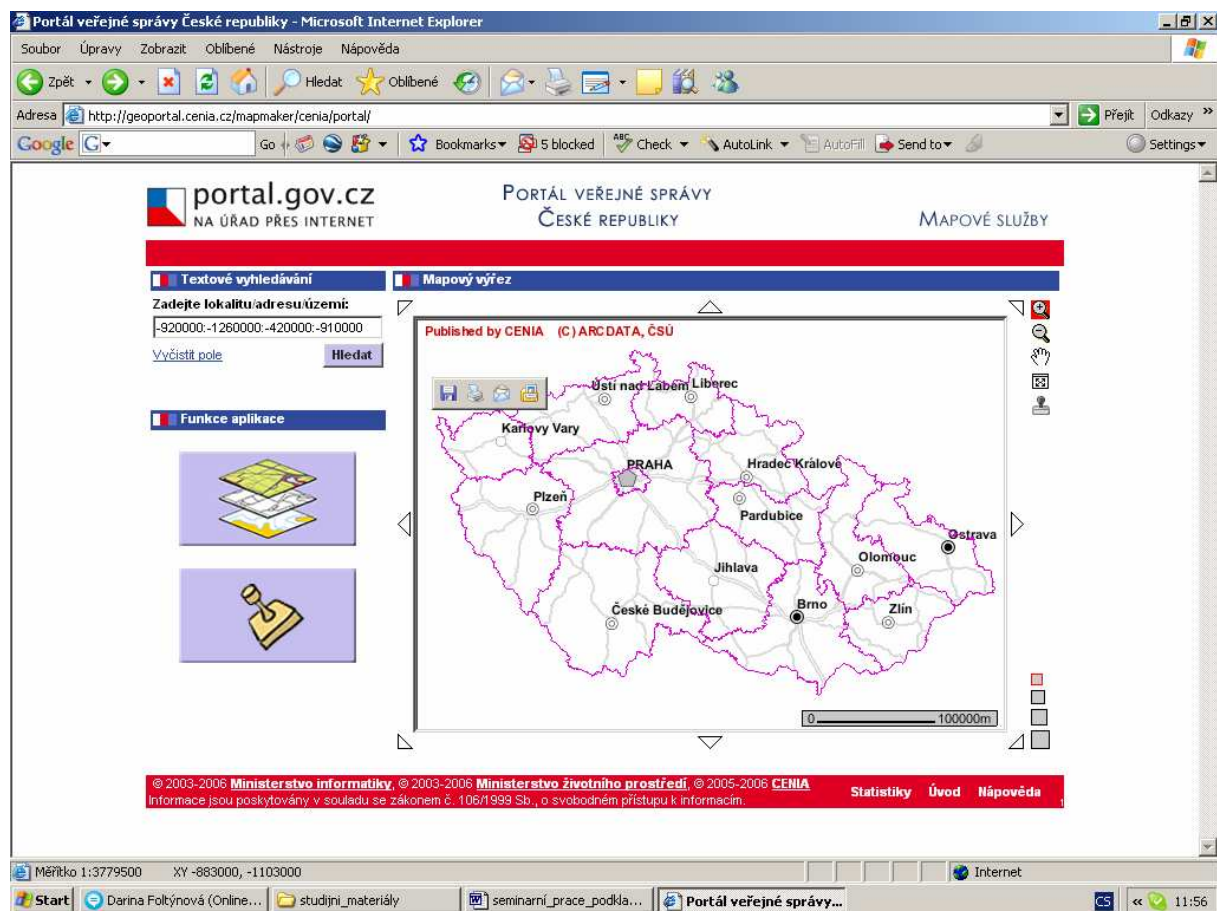 Portál veřejné správy České republiky - Microsoft Internet Explorer
Soubor Úpravy Zobrazit Oblíbené Nástroje Nápověda
Zpět Hledat Oblíbené
Adresa http://geoportal.cenia.cz/mapmaker/cenia/portal/ Přejít Odkazy »
Google G Go Bookmarks 5 blocked Check AutoLink AutoFill Send to Settings
portal.gov.cz
NA ÚŘAD PŘES INTERNET
PORTÁL VEŘEJNÉ SPRÁVY
ČESKÉ REPUBLIKY
MAPOVÉ SLUŽBY
Textové vyhledávání
Mapový výřez
Zadejte lokalitu/adresu/území:
-920000:-1260000:-420000:-910000
Vyčistit pole Hledat
Funkce aplikace
Published by CENIA (C) ARCDATA, ČSÚ
Ústí nad Labem
Liberec
Karlovy Vary
PRAHA
Hradec Králové
Plzeň
Pardubice
Ostrava
Olomouc
Jihlava
České Budějovice
Brno
Zlín
0 100000m
© 2003-2006 Ministerstvo informatiky, © 2003-2006 Ministerstvo životního prostředí, © 2005-2006 CENIA
Informace jsou poskytovány v souladu se zákonem č. 106/1999 Sb., o svobodném přístupu k informacím.
Statistiky Úvod Nápověda
Měřítko 1:3779500 XY -883000, -1103000 Internet
Start Darina Foltýnová (Online... studijni_materiály seminarní_prace_podkla... Portál veřejné správy... CS « 11:56